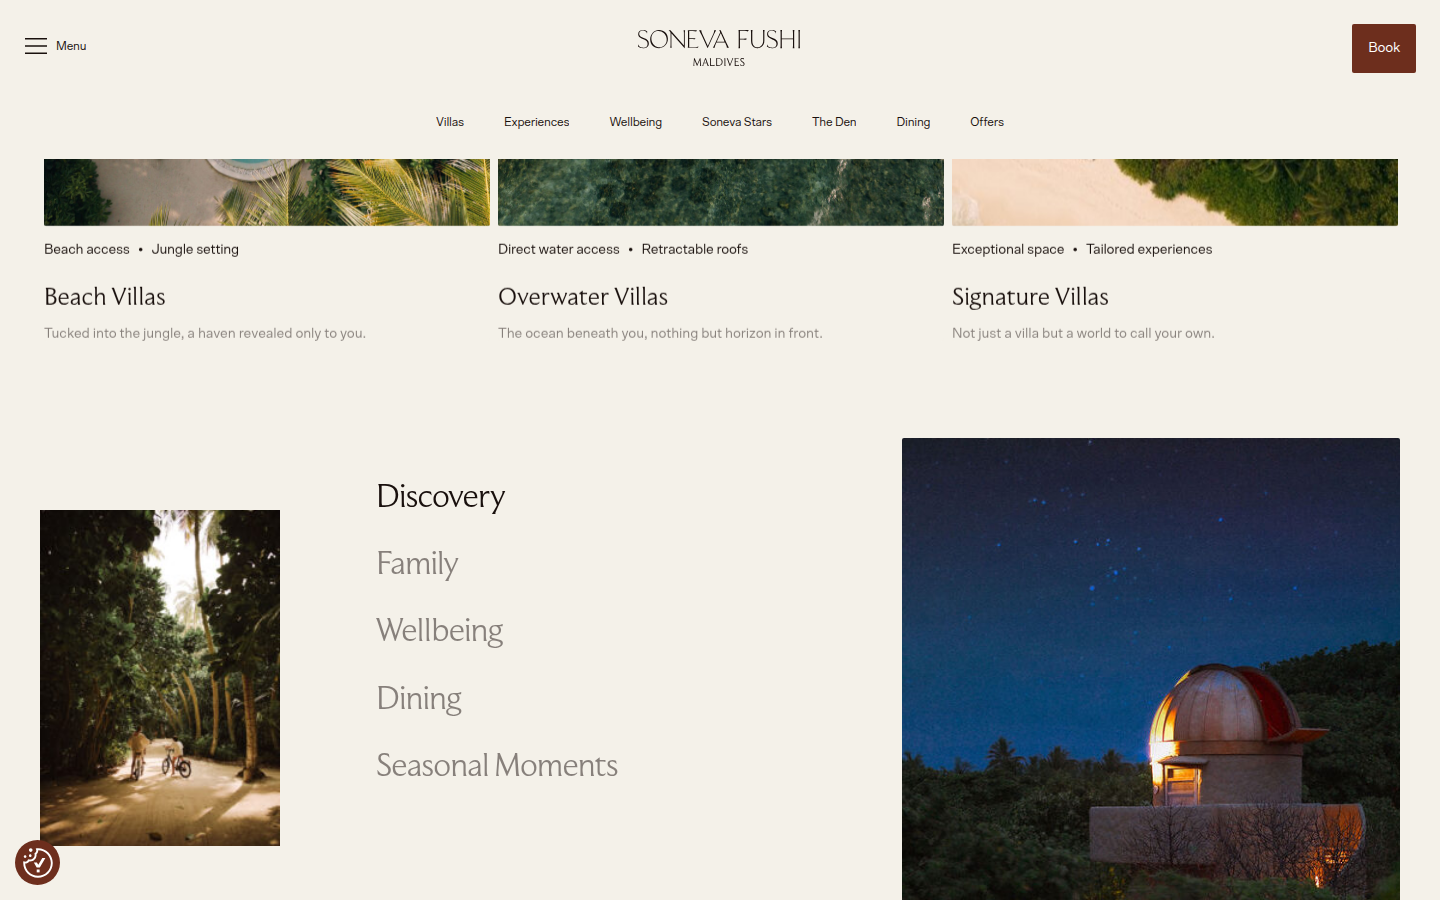 Menu
SONEVA FUSHI
MALDIVES
Book
Villas
Experiences
Wellbeing
Soneva Stars
The Den
Dining
Offers
Beach access • Jungle setting
Beach Villas
Tucked into the jungle, a haven revealed only to you.
Direct water access • Retractable roofs
Overwater Villas
The ocean beneath you, nothing but horizon in front.
Exceptional space • Tailored experiences
Signature Villas
Not just a villa but a world to call your own.
Discovery
Family
Wellbeing
Dining
Seasonal Moments